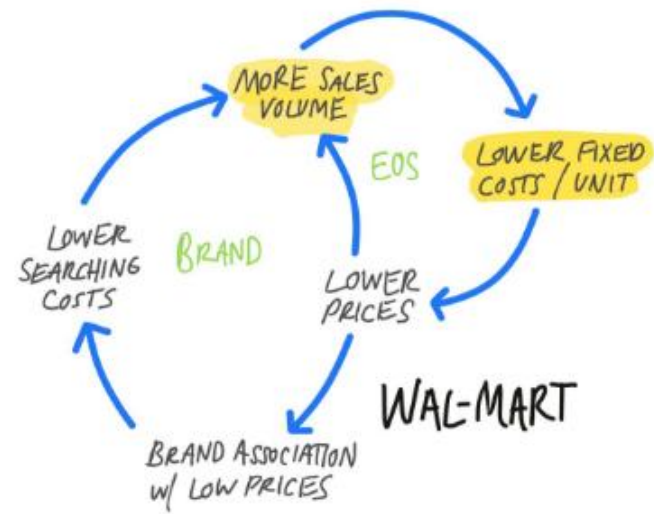 MORE SALES
VOLUME
EOS
LOWER FIXED
COSTS / UNIT
LOWER
SEARCHING
COSTS
BRAND
LOWER
PRICES
WAL-MART
BRAND ASSOCIATION
w/ LOW PRICES